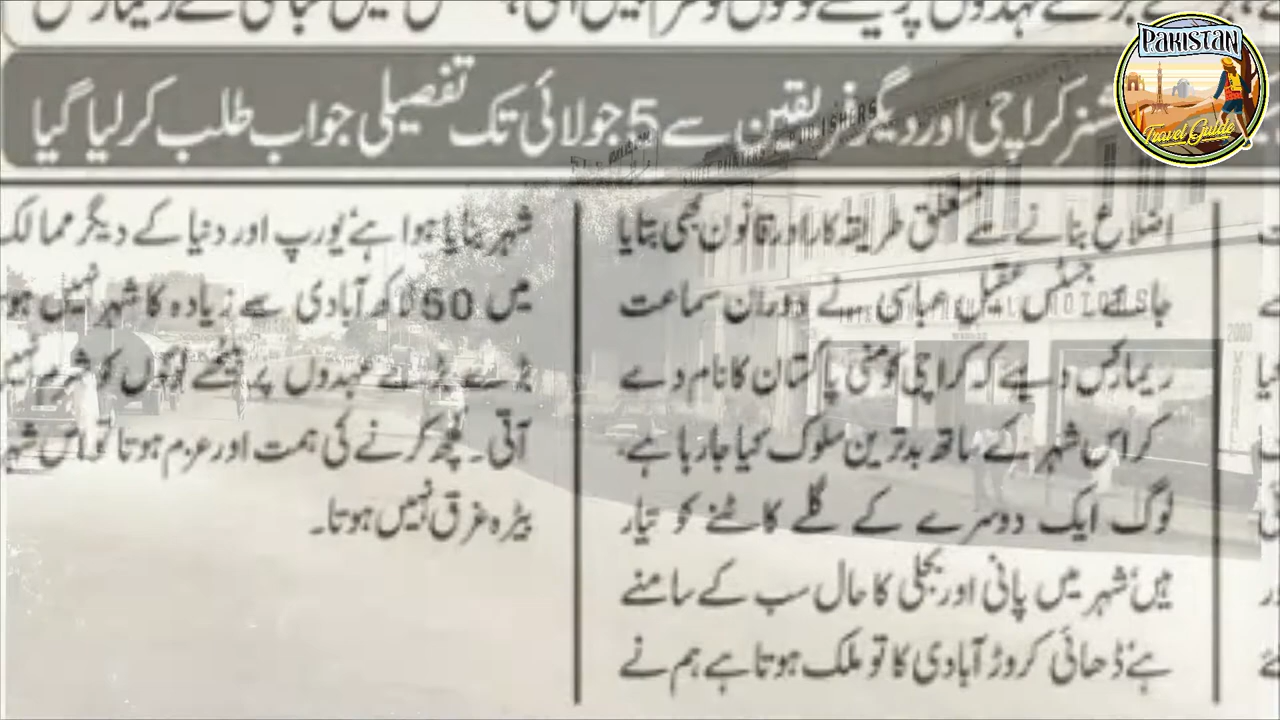 PAKISTAN
Travel Guide
کراچی اور دیگر فریقین سے 5 جولائی تک تفصیلی جواب طلب کرلیا گیا
اضلاع بنانے سے متعلق طریقہ کار اور قانون بھی بتایا
جائے جسٹس عقیل عباسی نے دوران سماعت
ریمارکس دیئے کہ کراچی کو منی پاکستان کا نام دے
کر اس شہر کے ساتھ بدترین سلوک کیا جارہا ہے،
لوگ ایک دوسرے کے گلے کاٹنے کو تیار
ہیں، شہر میں پانی اور بجلی کا حال سب کے سامنے
ہے، ڈھائی کروڑ آبادی کا تو ملک ہوتا ہے ہم نے
شہر بنایا ہوا ہے، یورپ اور دنیا کے دیگر ممالک
میں 50 لاکھ آبادی سے زیادہ کا شہر نہیں
بڑے بڑے عہدوں پر بیٹھے لوگوں کو شرم نہیں
آتی۔ کچھ کرنے کی ہمت اور عزم ہوتا تو اس شہر
بیڑہ غرق نہیں ہوتا۔
PUBLISHERS
MOTORS